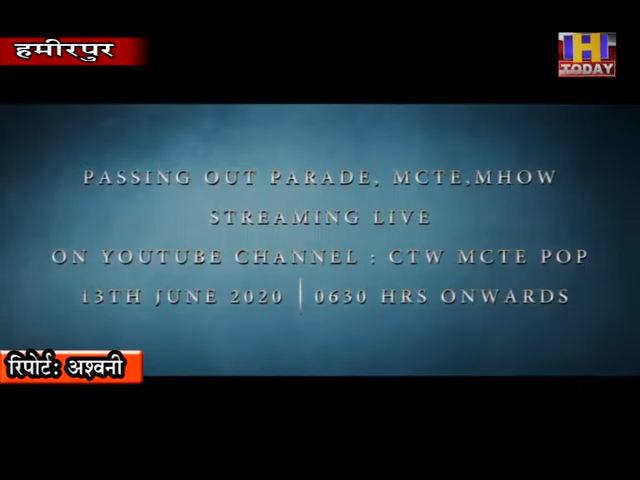 हमीरपुर
H
TODAY
PASSING OUT PARADE, MCTE,MHOW
STREAMING LIVE
ON YOUTUBE CHANNEL : CTW MCTE POP
13TH JUNE 2020 | 0630 HRS ONWARDS
रिपोर्टः अश्वनी